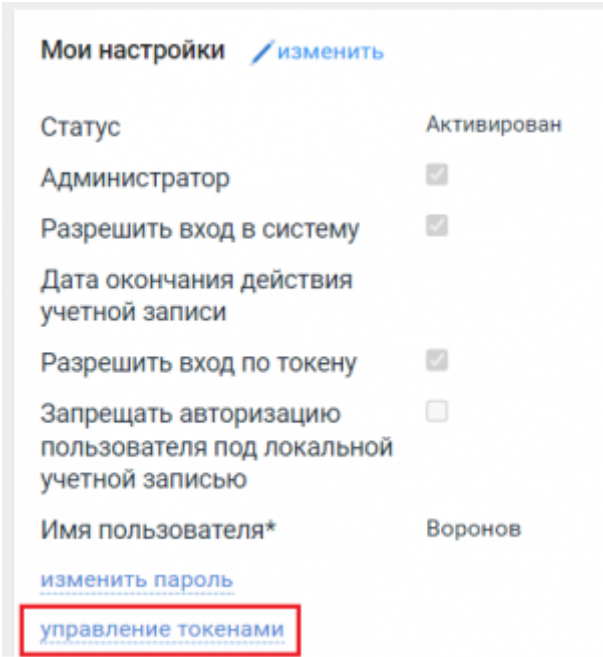 Мои настройки изменить
Статус Активирован
Администратор
Разрешить вход в систему
Дата окончания действия
учетной записи
Разрешить вход по токену
Запрещать авторизацию
пользователя под локальной
учетной записью
Имя пользователя* Воронов
изменить пароль
управление токенами